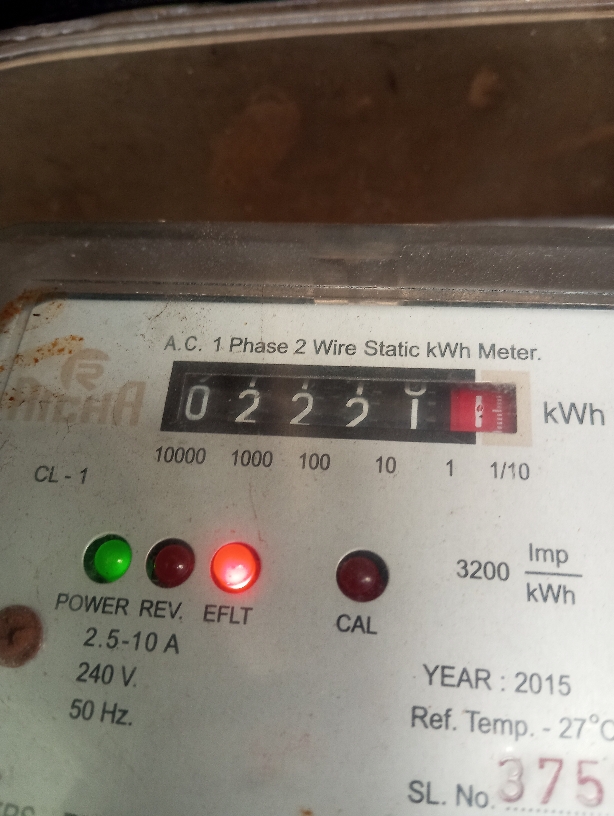 A.C. 1 Phase 2 Wire Static kWh Meter.
0 2 2 2 1 1 kWh
10000 1000 100 10 1 1/10
CL - 1
3200 Imp
kWh
POWER REV. EFLT CAL
2.5-10 A
240 V.
50 Hz.
YEAR : 2015
Ref. Temp. - 27°C
SL. No. 375